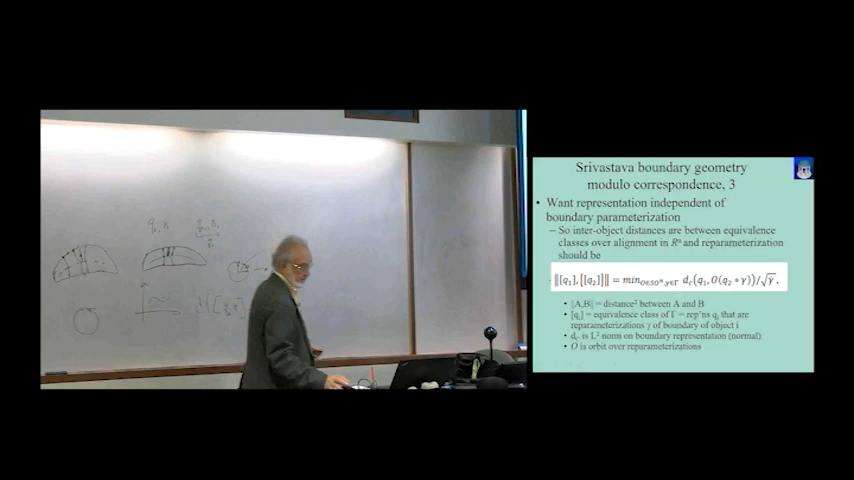 Srivastava boundary geometry
modulo correspondence, 3
• Want representation independent of
boundary parameterization
– So inter-object distances are between equivalence
classes over alignment in Rⁿ and reparameterization
should be
‖[q₁], [[q₂]‖ = min_{O∈SOⁿ,γ∈Γ} d_c(q₁, O(q₂ ∘ γ)/√γ̇ ,
• ‖A,B‖ = distance² between A and B
• [qᵢ] = equivalence class of Γ = rep'ns qᵢ that are
reparameterizations γ of boundary of object i
• d_c is L² norm on boundary representation (normal)
• O is orbit over reparameterizations